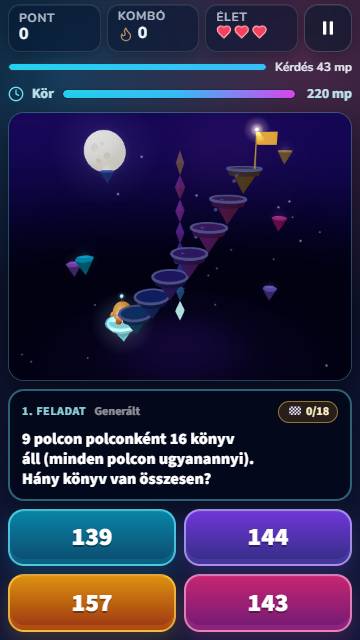 PONT
0
KOMBÓ
0
ÉLET
Kérdés 43 mp
Kör
220 mp
1. FELADAT Generált
0/18
9 polcon polconként 16 könyv
áll (minden polcon ugyanannyi).
Hány könyv van összesen?
139
144
157
143